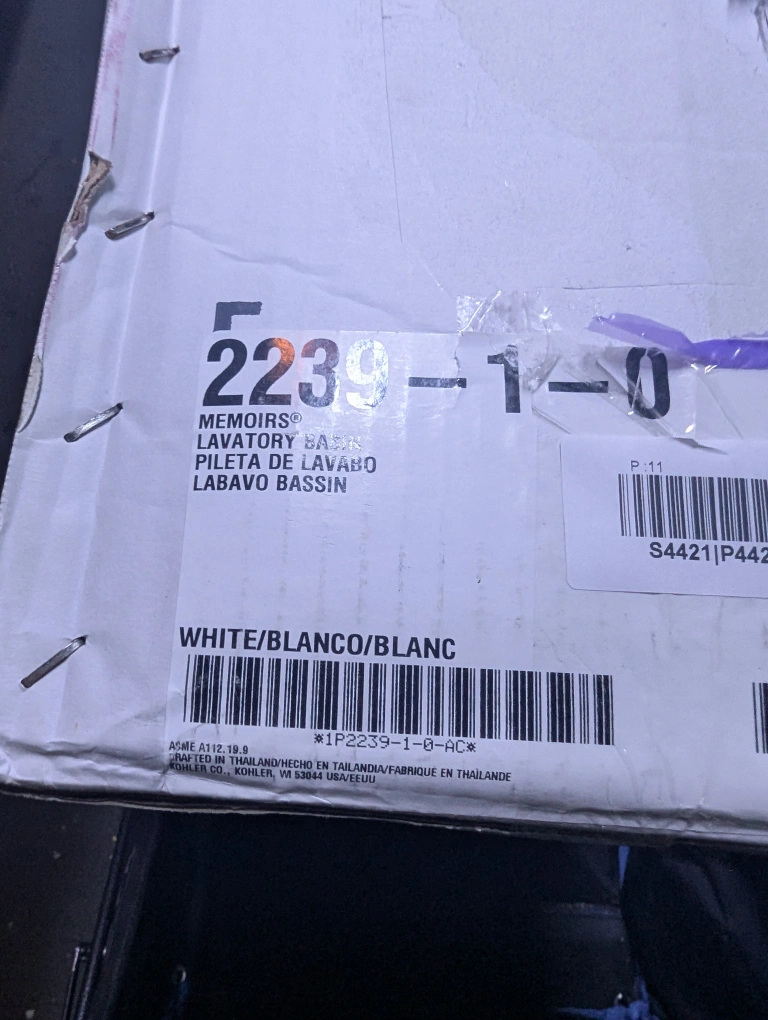 2239-1-0
MEMOIRS®
LAVATORY BASIN
PILETA DE LAVABO
LABAVO BASSIN
P:11
S4421|P442
WHITE/BLANCO/BLANC
*1P2239-1-0-AC*
ASME A112.19.9
CRAFTED IN THAILAND/HECHO EN TAILANDIA/FABRIQUÉ EN THAÏLANDE
KOHLER CO., KOHLER, WI 53044 USA/EEUU